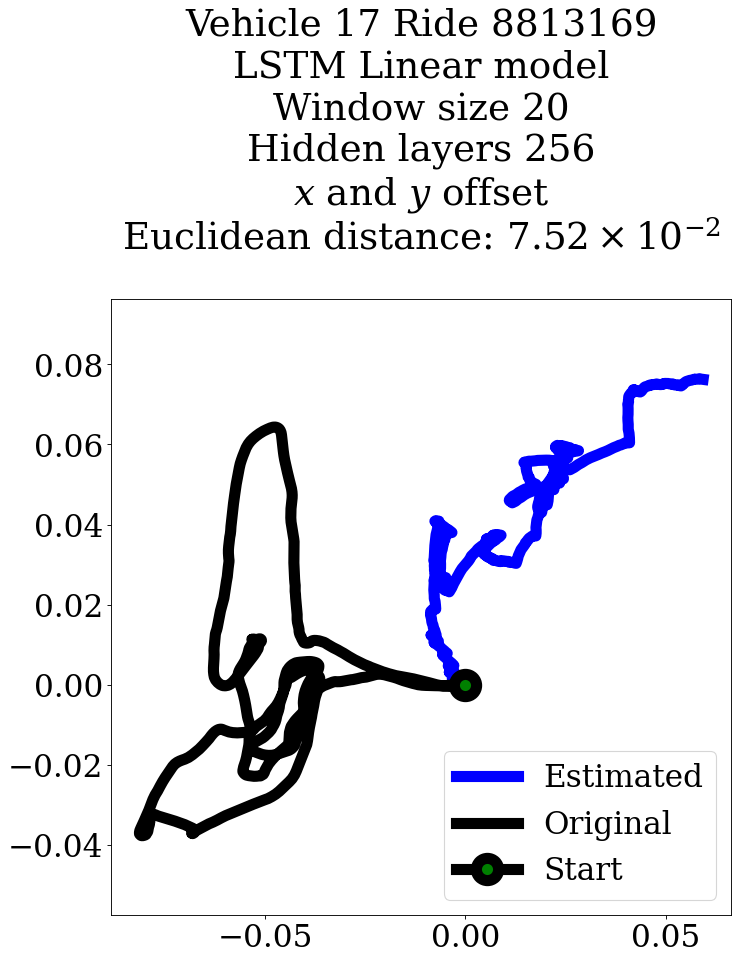 Vehicle 17 Ride 8813169
LSTM Linear model
Window size 20
Hidden layers 256
x and y offset
Euclidean distance: 7.52 × 10⁻²
0.08
0.06
0.04
0.02
0.00
−0.02
−0.04
Estimated
Original
Start
−0.05
0.00
0.05